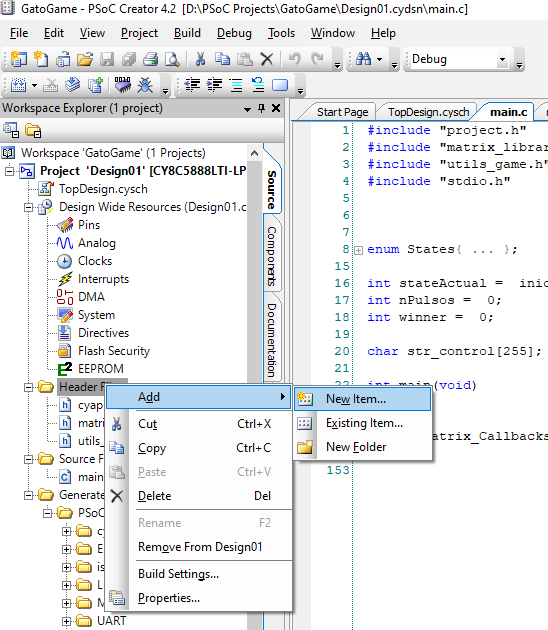 GatoGame - PSoC Creator 4.2 [D:\PSoC Projects\GatoGame\Design01.cydsn\main.c]
File Edit View Project Build Debug Tools Window Help
Debug
Workspace Explorer (1 project)
Start Page TopDesign.cysch main.c
Workspace 'GatoGame' (1 Projects)
Project 'Design01' [CY8C5888LTI-LP
TopDesign.cysch
Design Wide Resources (Design01.c
Pins
Analog
Clocks
Interrupts
DMA
System
Directives
Flash Security
EEPROM
Header Fi
cyap
matri
utils_
Source F
main
Generate
PSoC
cy
E
is
L
M
UART
Source
Components
Documentation
Add
Cut Ctrl+X
Copy Ctrl+C
Paste Ctrl+V
Delete Del
Rename F2
Remove From Design01
Build Settings...
Properties...
New Item...
Existing Item...
New Folder
1 #include "project.h"
2 #include "matrix_librar
3 #include "utils_game.h"
4 #include "stdio.h"
5
6
7
8 enum States{ ... };
15
16 int stateActual = inic
17 int nPulsos = 0;
18 int winner = 0;
19
20 char str_control[255];
21
22 int main(void)
atrix_Callbacks
153